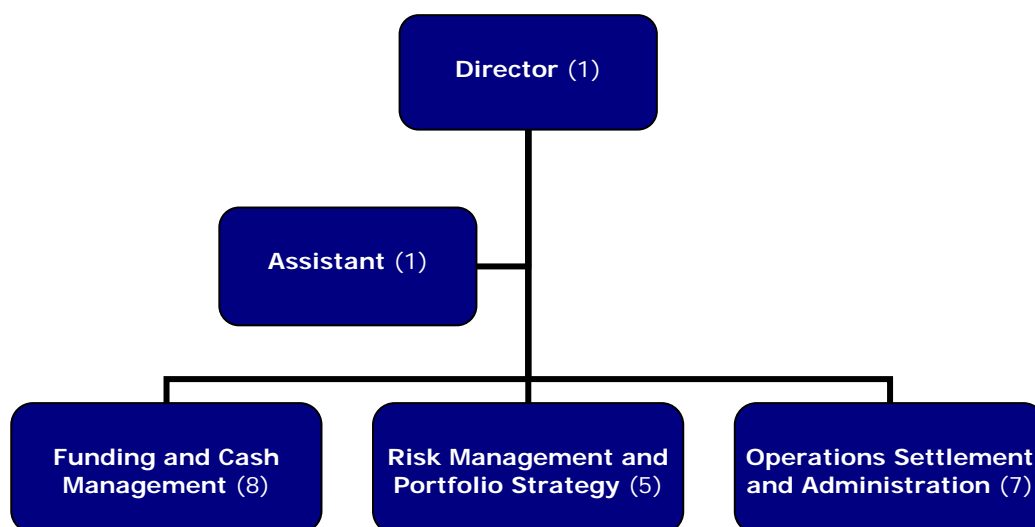 Director (1)
Assistant (1)
Funding and Cash
Management (8)
Risk Management and
Portfolio Strategy (5)
Operations Settlement
and Administration (7)